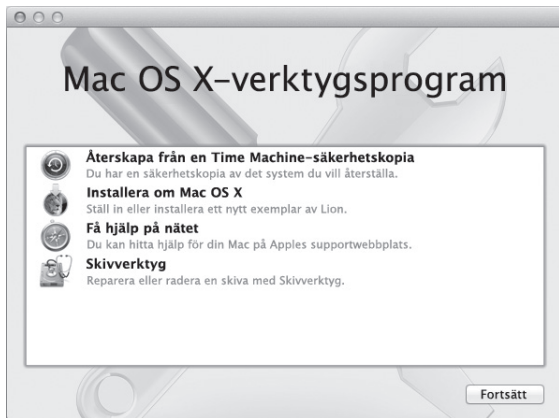 Mac OS X-verktygsprogram
Återskapa från en Time Machine-säkerhetskopia
Du har en säkerhetskopia av det system du vill återställa.
Installera om Mac OS X
Ställ in eller installera ett nytt exemplar av Lion.
Få hjälp på nätet
Du kan hitta hjälp för din Mac på Apples supportwebbplats.
Skivverktyg
Reparera eller radera en skiva med Skivverktyg.
Fortsätt